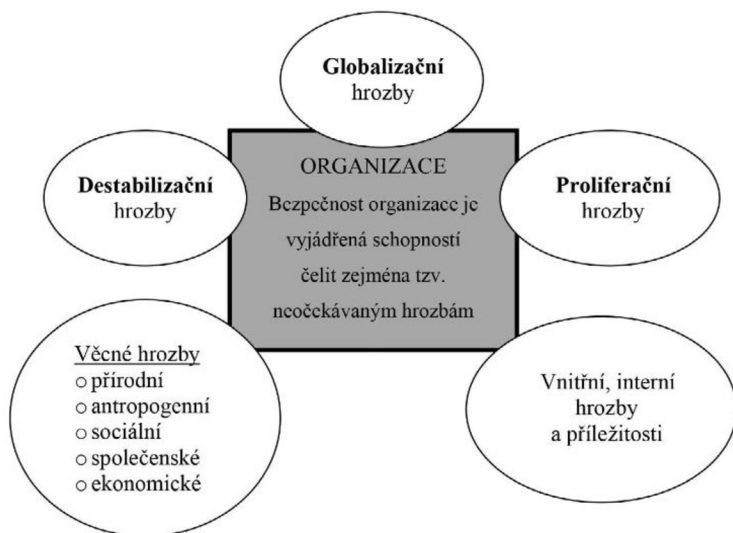 Globalizační
hrozby
Destabilizační
hrozby
ORGANIZACE
Bezpečnost organizace je
vyjádřená schopností
čelit zejména tzv.
neočekávaným hrozbám
Proliferační
hrozby
Věcné hrozby
○ přírodní
○ antropogenní
○ sociální
○ společenské
○ ekonomické
Vnitřní, interní
hrozby
a příležitosti